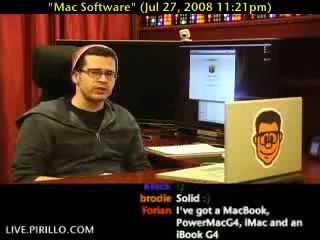 "Mac Software" (Jul 27, 2008 11:21pm)
brodie Solid :)
Yorian I've got a MacBook,
PowerMacG4, iMac and an
iBook G4
LIVE.PIRILLO.COM